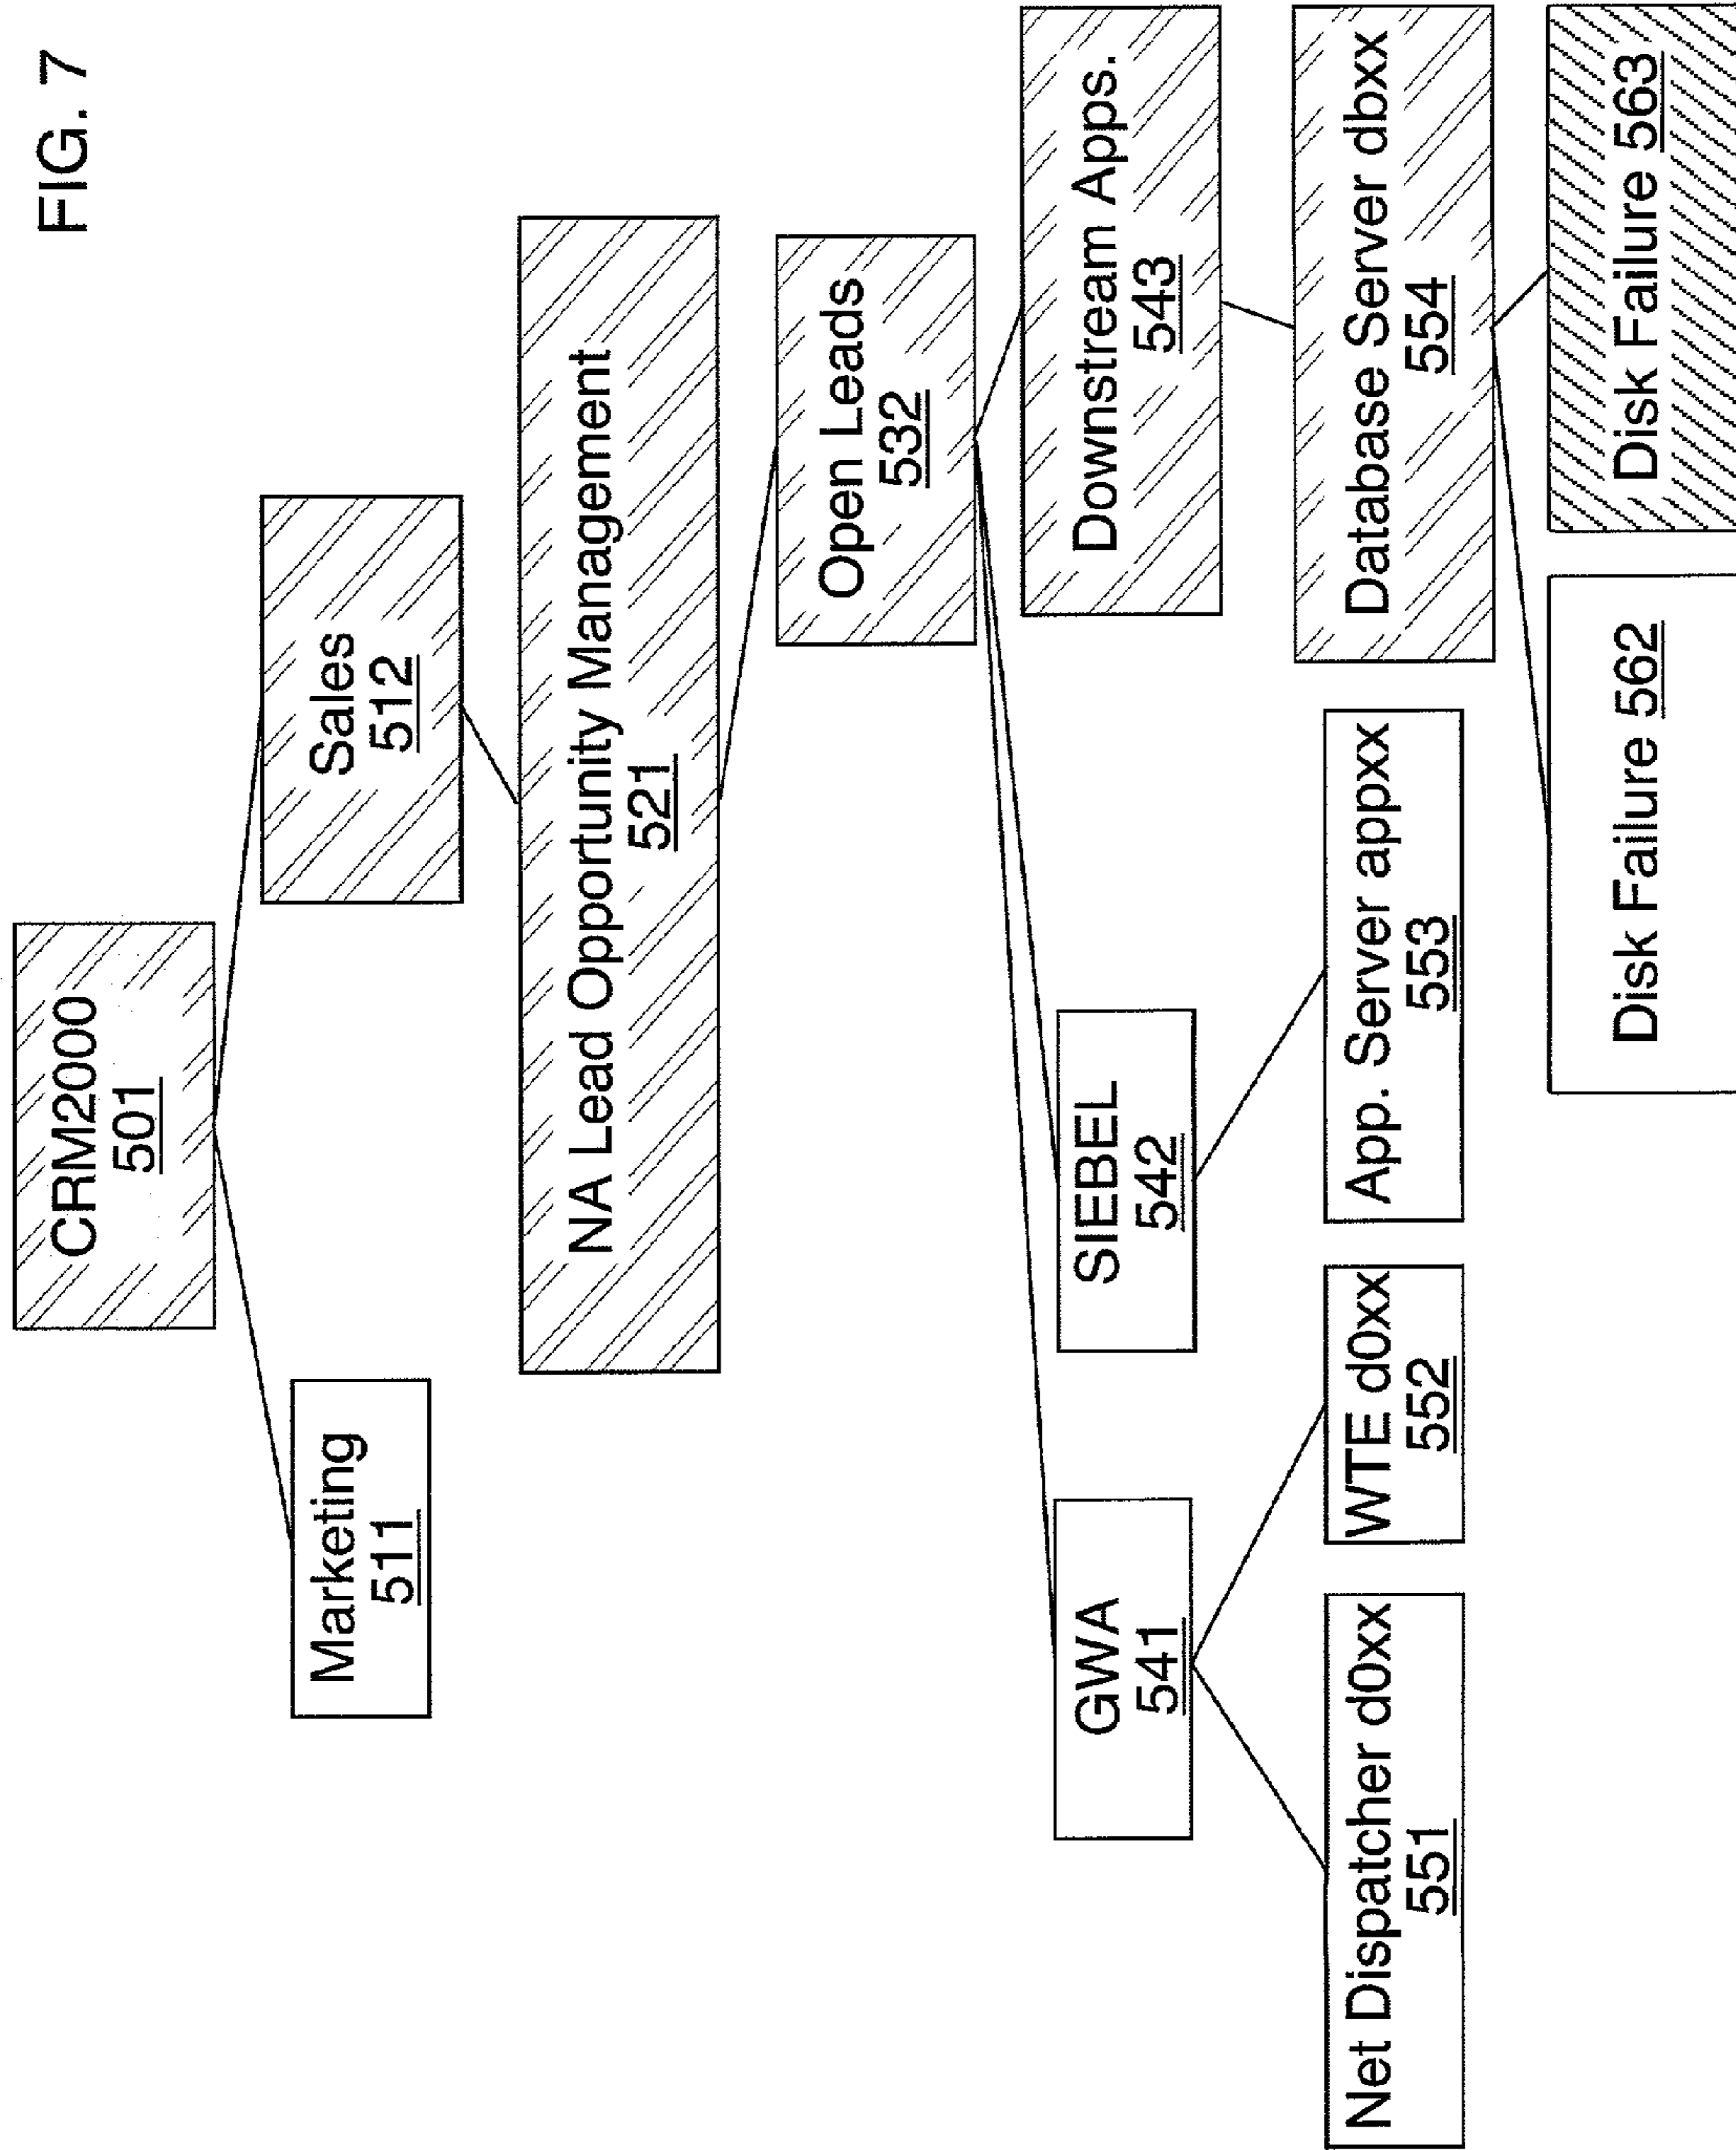 FIG. 7
CRM2000
501
Marketing
511
Sales
512
NA Lead Opportunity Management
521
Open Leads
532
GWA
541
SIEBEL
542
Downstream Apps.
543
Net Dispatcher d0xx
551
WTE d0xx
552
App. Server appxx
553
Database Server dbxx
554
Disk Failure 562
Disk Failure 563